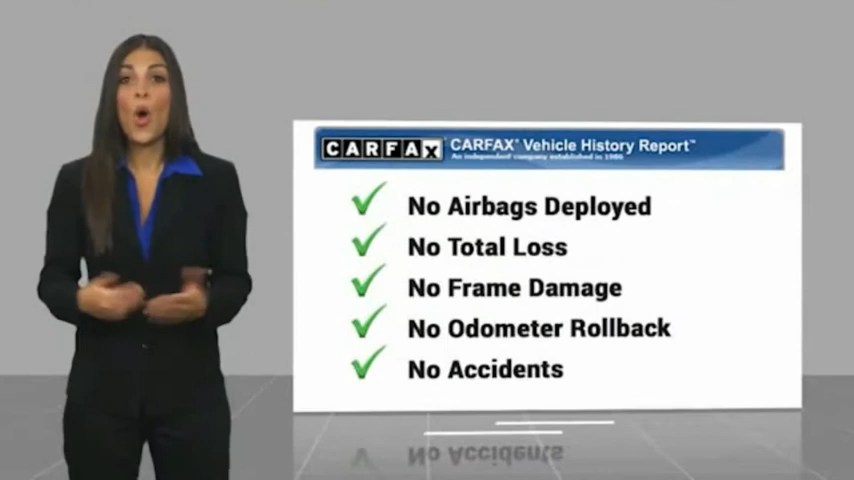 CARFAX CARFAX® Vehicle History Report™
An independent company established in 1986
No Airbags Deployed
No Total Loss
No Frame Damage
No Odometer Rollback
No Accidents
No Accidents